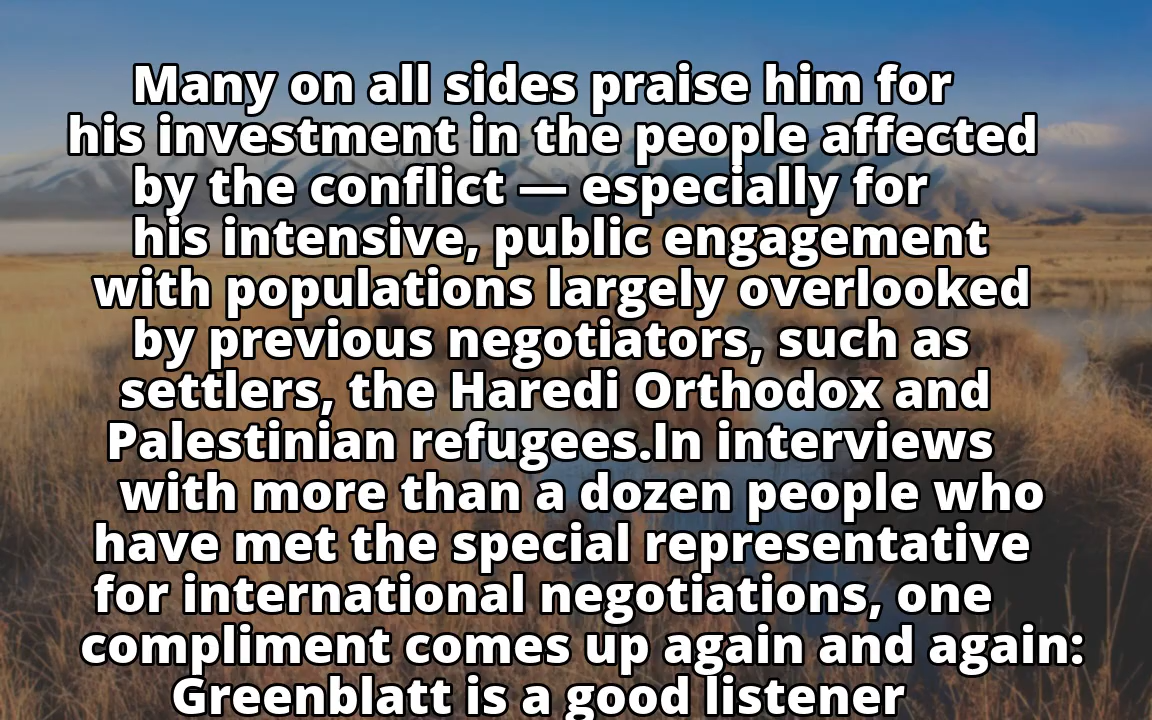 Many on all sides praise him for
his investment in the people affected
by the conflict — especially for
his intensive, public engagement
with populations largely overlooked
by previous negotiators, such as
settlers, the Haredi Orthodox and
Palestinian refugees.In interviews
with more than a dozen people who
have met the special representative
for international negotiations, one
compliment comes up again and again:
Greenblatt is a good listener